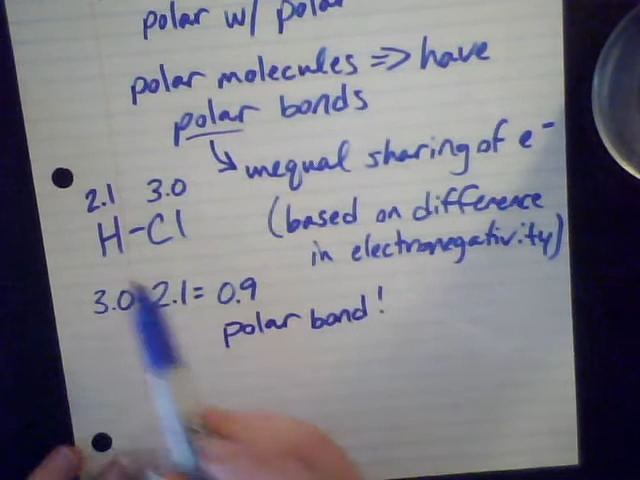 polar w/ polar
polar molecules => have
polar bonds
unequal sharing of e⁻
(based on difference
in electronegativity)
2.1 3.0
H-Cl
3.0 2.1 = 0.9
polar bond!